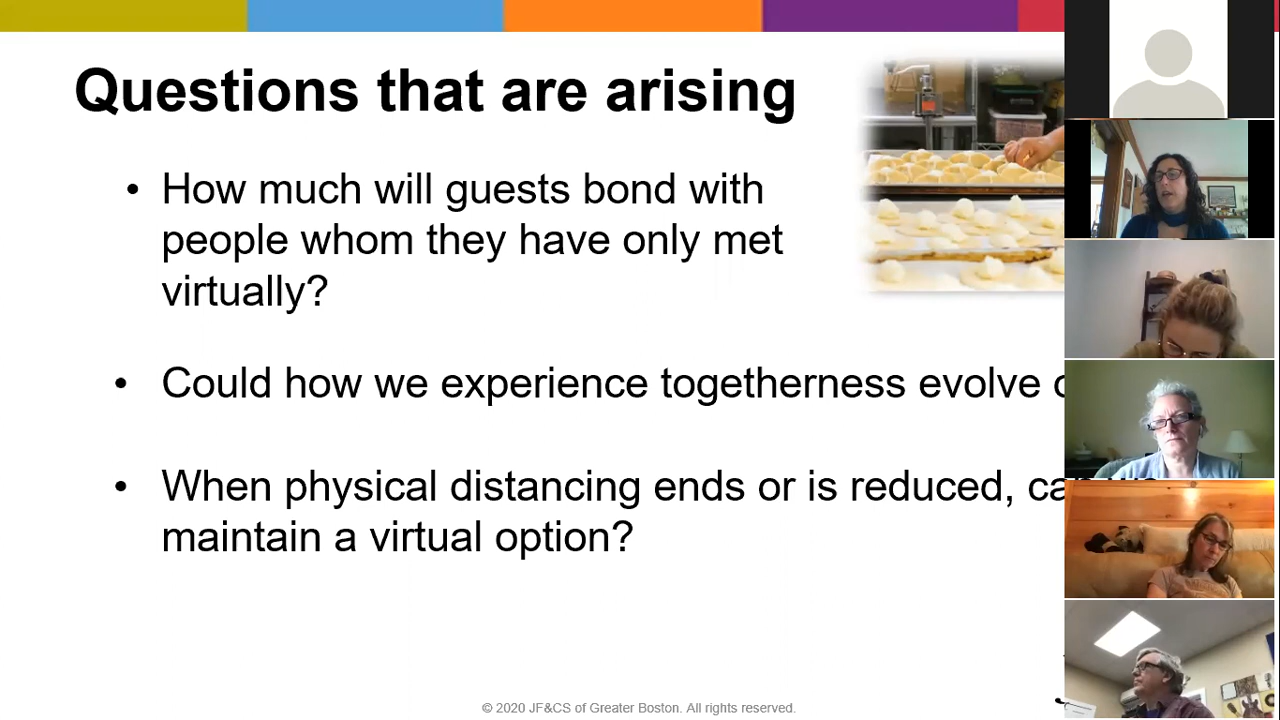 Questions that are arising
• How much will guests bond with
people whom they have only met
virtually?
• Could how we experience togetherness evolve
• When physical distancing ends or is reduced,
maintain a virtual option?
© 2020 JF&CS of Greater Boston. All rights reserved.